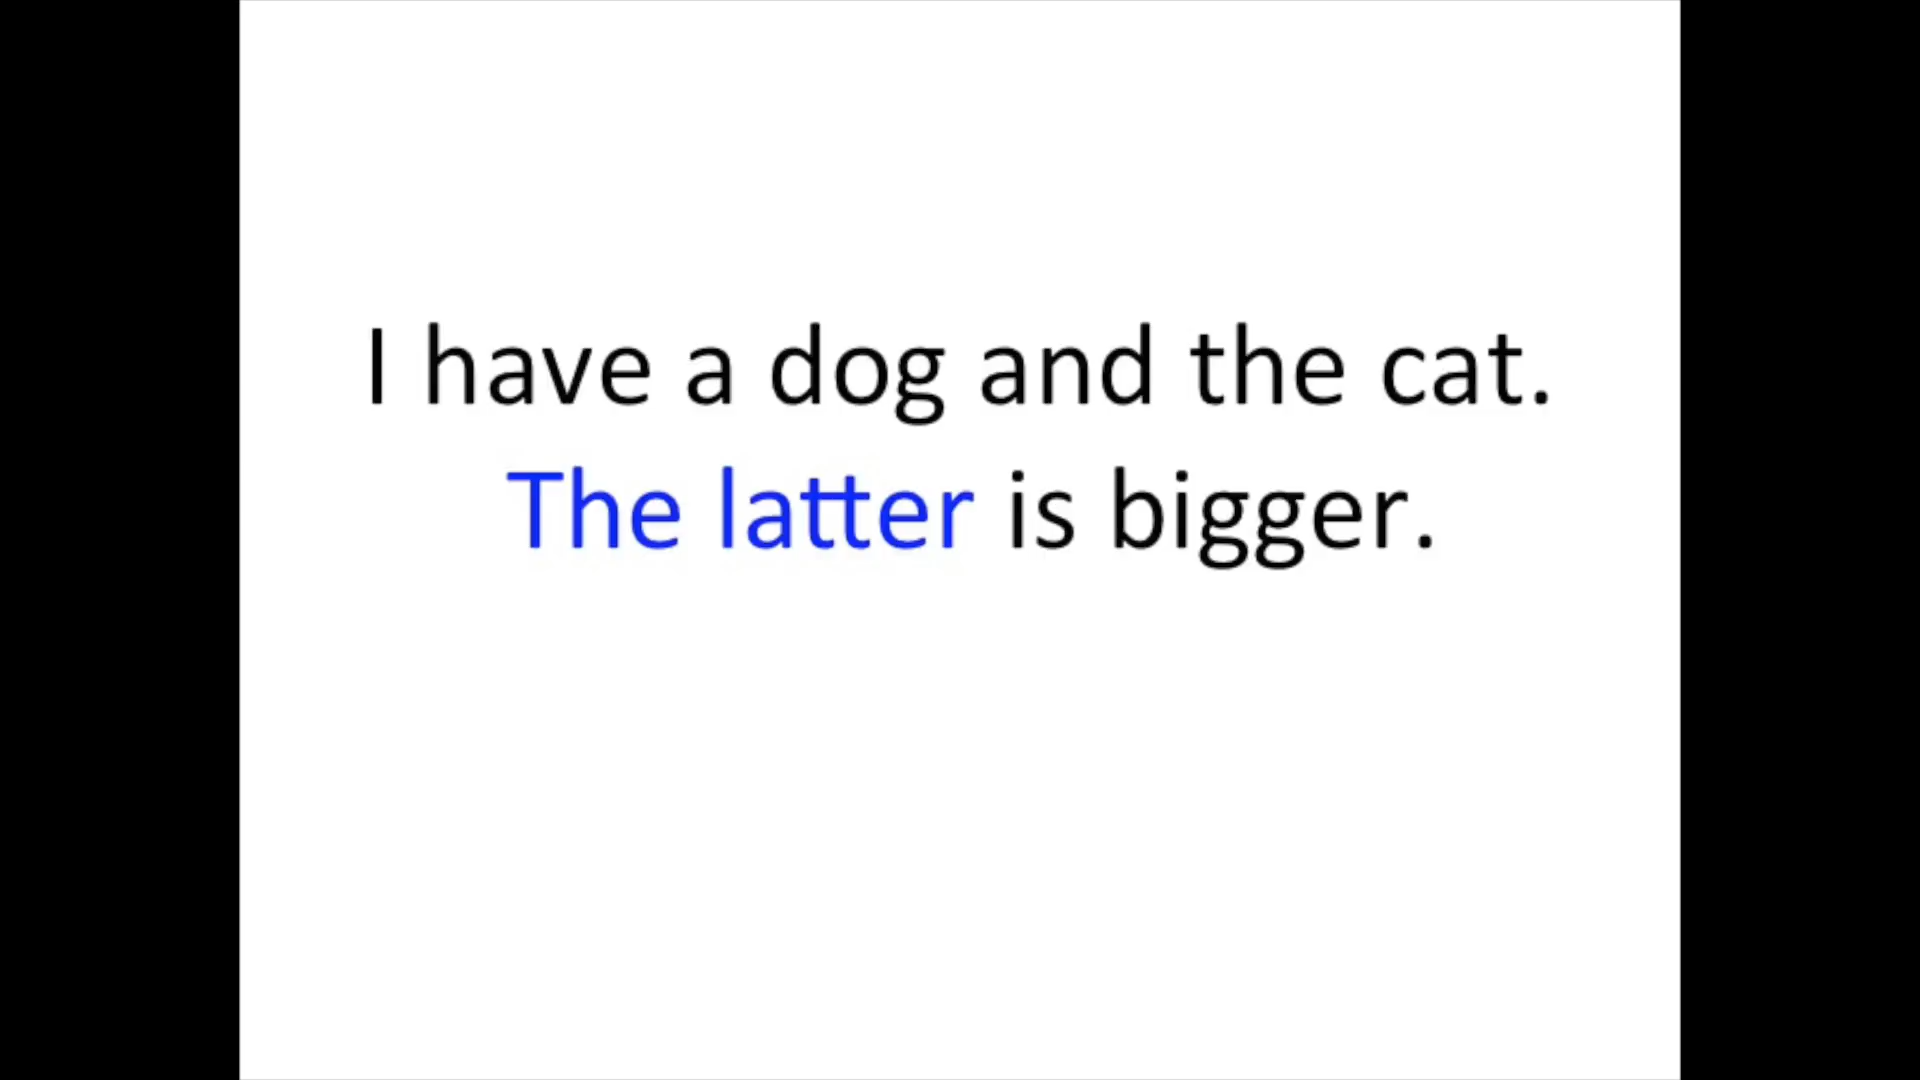 I have a dog and the cat.
The latter is bigger.